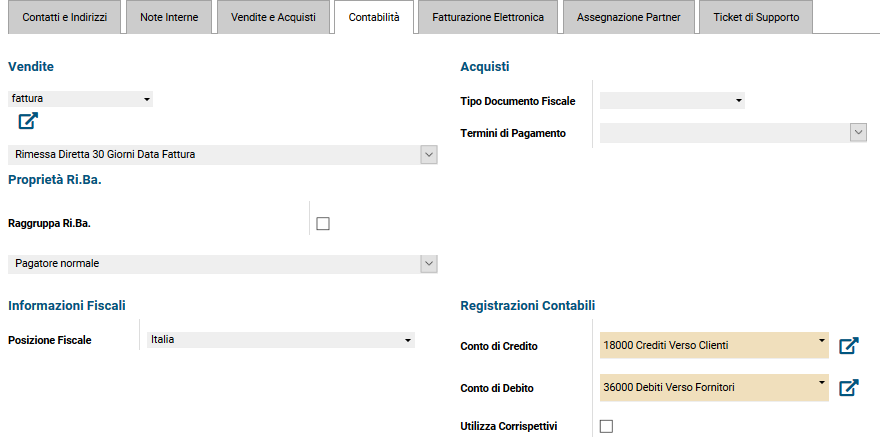 Contatti e Indirizzi
Note Interne
Vendite e Acquisti
Contabilità
Fatturazione Elettronica
Assegnazione Partner
Ticket di Supporto
Vendite
fattura
Rimessa Diretta 30 Giorni Data Fattura
Proprietà Ri.Ba.
Raggruppa Ri.Ba.
Pagatore normale
Acquisti
Tipo Documento Fiscale
Termini di Pagamento
Informazioni Fiscali
Posizione Fiscale
Italia
Registrazioni Contabili
Conto di Credito
18000 Crediti Verso Clienti
Conto di Debito
36000 Debiti Verso Fornitori
Utilizza Corrispettivi